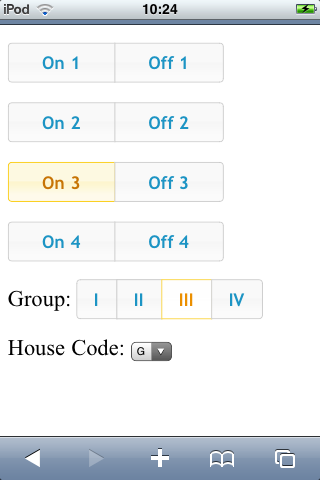 iPod 10:24
On 1 Off 1
On 2 Off 2
On 3 Off 3
On 4 Off 4
Group: I II III IV
House Code: G